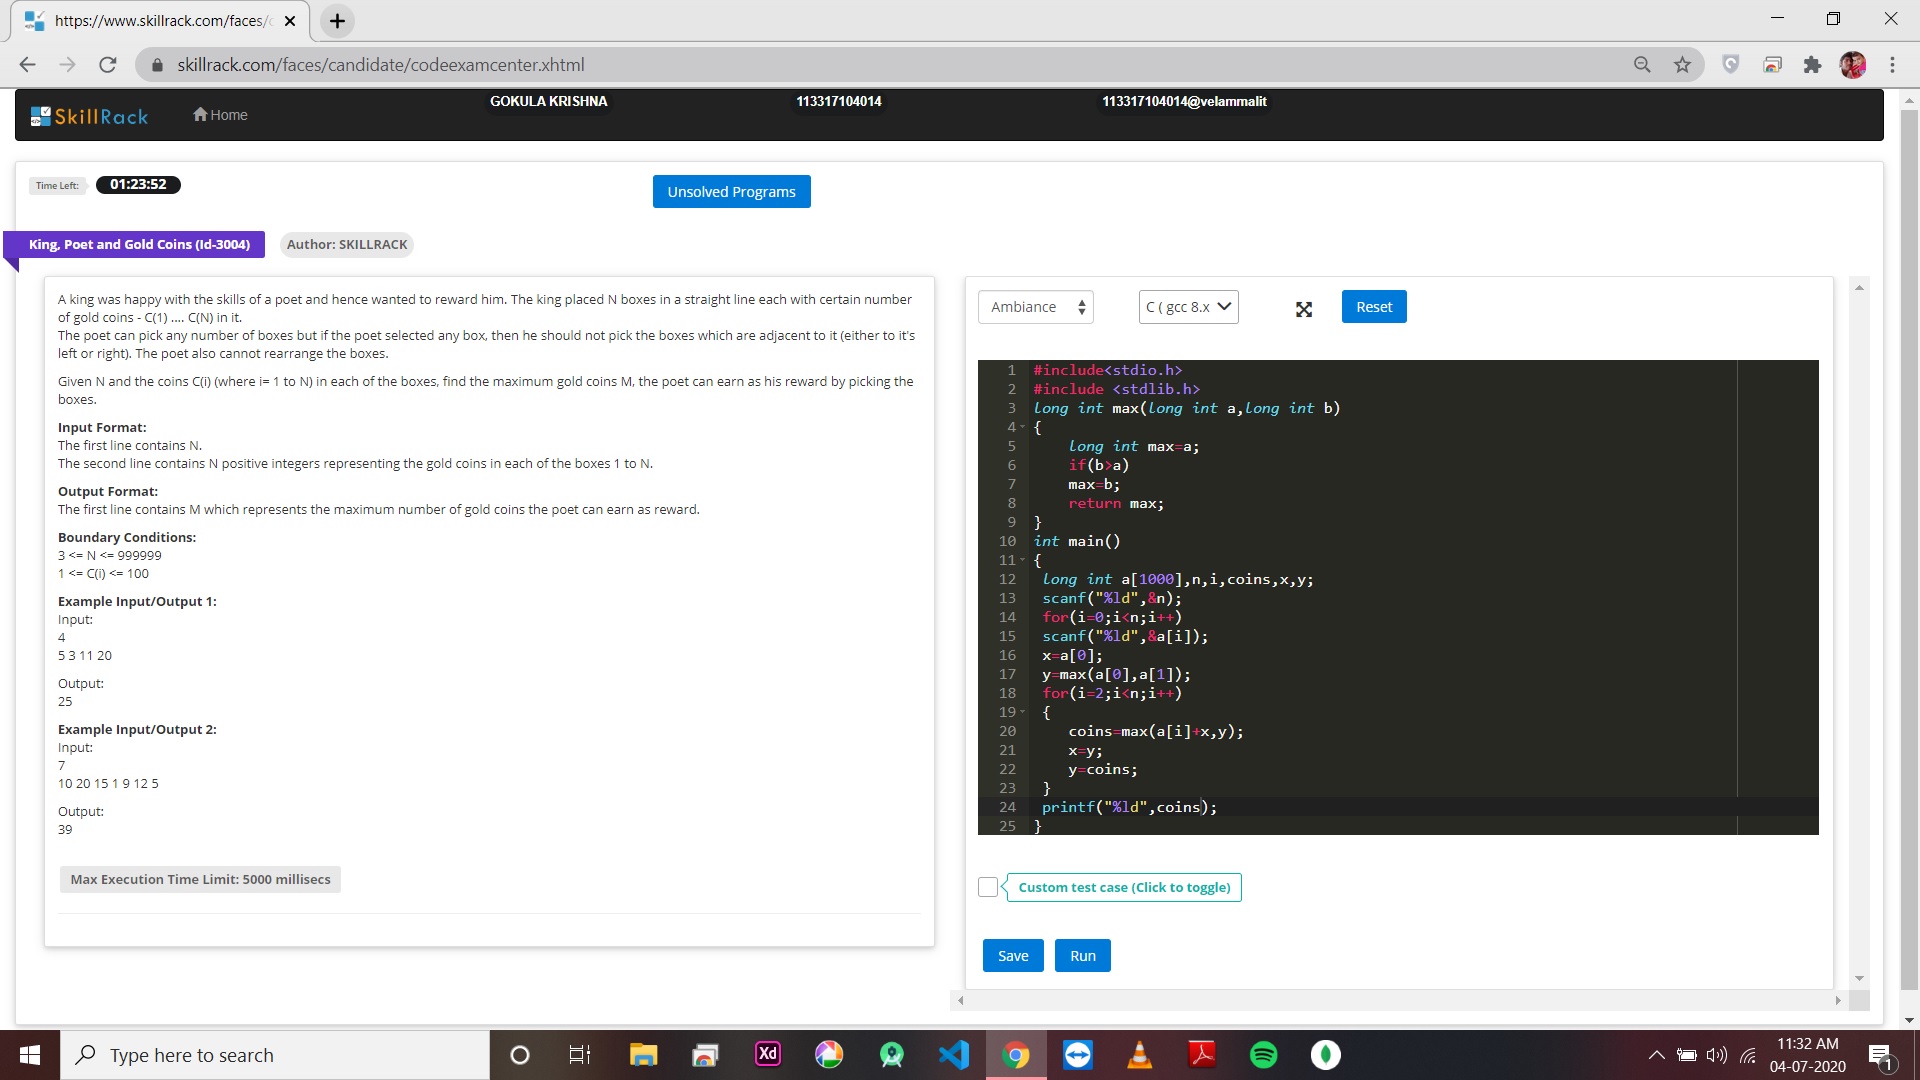 https://www.skillrack.com/faces/c
skillrack.com/faces/candidate/codeexamcenter.xhtml
SkillRack Home GOKULA KRISHNA 113317104014 113317104014@velammalit
Time Left: 01:23:52 Unsolved Programs
King, Poet and Gold Coins (Id-3004) Author: SKILLRACK
A king was happy with the skills of a poet and hence wanted to reward him. The king placed N boxes in a straight line each with certain number
of gold coins - C(1) .... C(N) in it.
The poet can pick any number of boxes but if the poet selected any box, then he should not pick the boxes which are adjacent to it (either to it's
left or right). The poet also cannot rearrange the boxes.
Given N and the coins C(i) (where i= 1 to N) in each of the boxes, find the maximum gold coins M, the poet can earn as his reward by picking the
boxes.
Input Format:
The first line contains N.
The second line contains N positive integers representing the gold coins in each of the boxes 1 to N.
Output Format:
The first line contains M which represents the maximum number of gold coins the poet can earn as reward.
Boundary Conditions:
3 <= N <= 999999
1 <= C(i) <= 100
Example Input/Output 1:
Input:
4
5 3 11 20
Output:
25
Example Input/Output 2:
Input:
7
10 20 15 1 9 12 5
Output:
39
Max Execution Time Limit: 5000 millisecs
Ambiance C ( gcc 8.x Reset
1 #include<stdio.h>
2 #include <stdlib.h>
3 long int max(long int a,long int b)
4 {
5 long int max=a;
6 if(b>a)
7 max=b;
8 return max;
9 }
10 int main()
11 {
12 long int a[1000],n,i,coins,x,y;
13 scanf("%ld",&n);
14 for(i=0;i<n;i++)
15 scanf("%ld",&a[i]);
16 x=a[0];
17 y=max(a[0],a[1]);
18 for(i=2;i<n;i++)
19 {
20 coins=max(a[i]+x,y);
21 x=y;
22 y=coins;
23 }
24 printf("%ld",coins);
25 }
Custom test case (Click to toggle)
Save Run
Type here to search
Xd
11:32 AM
04-07-2020
1